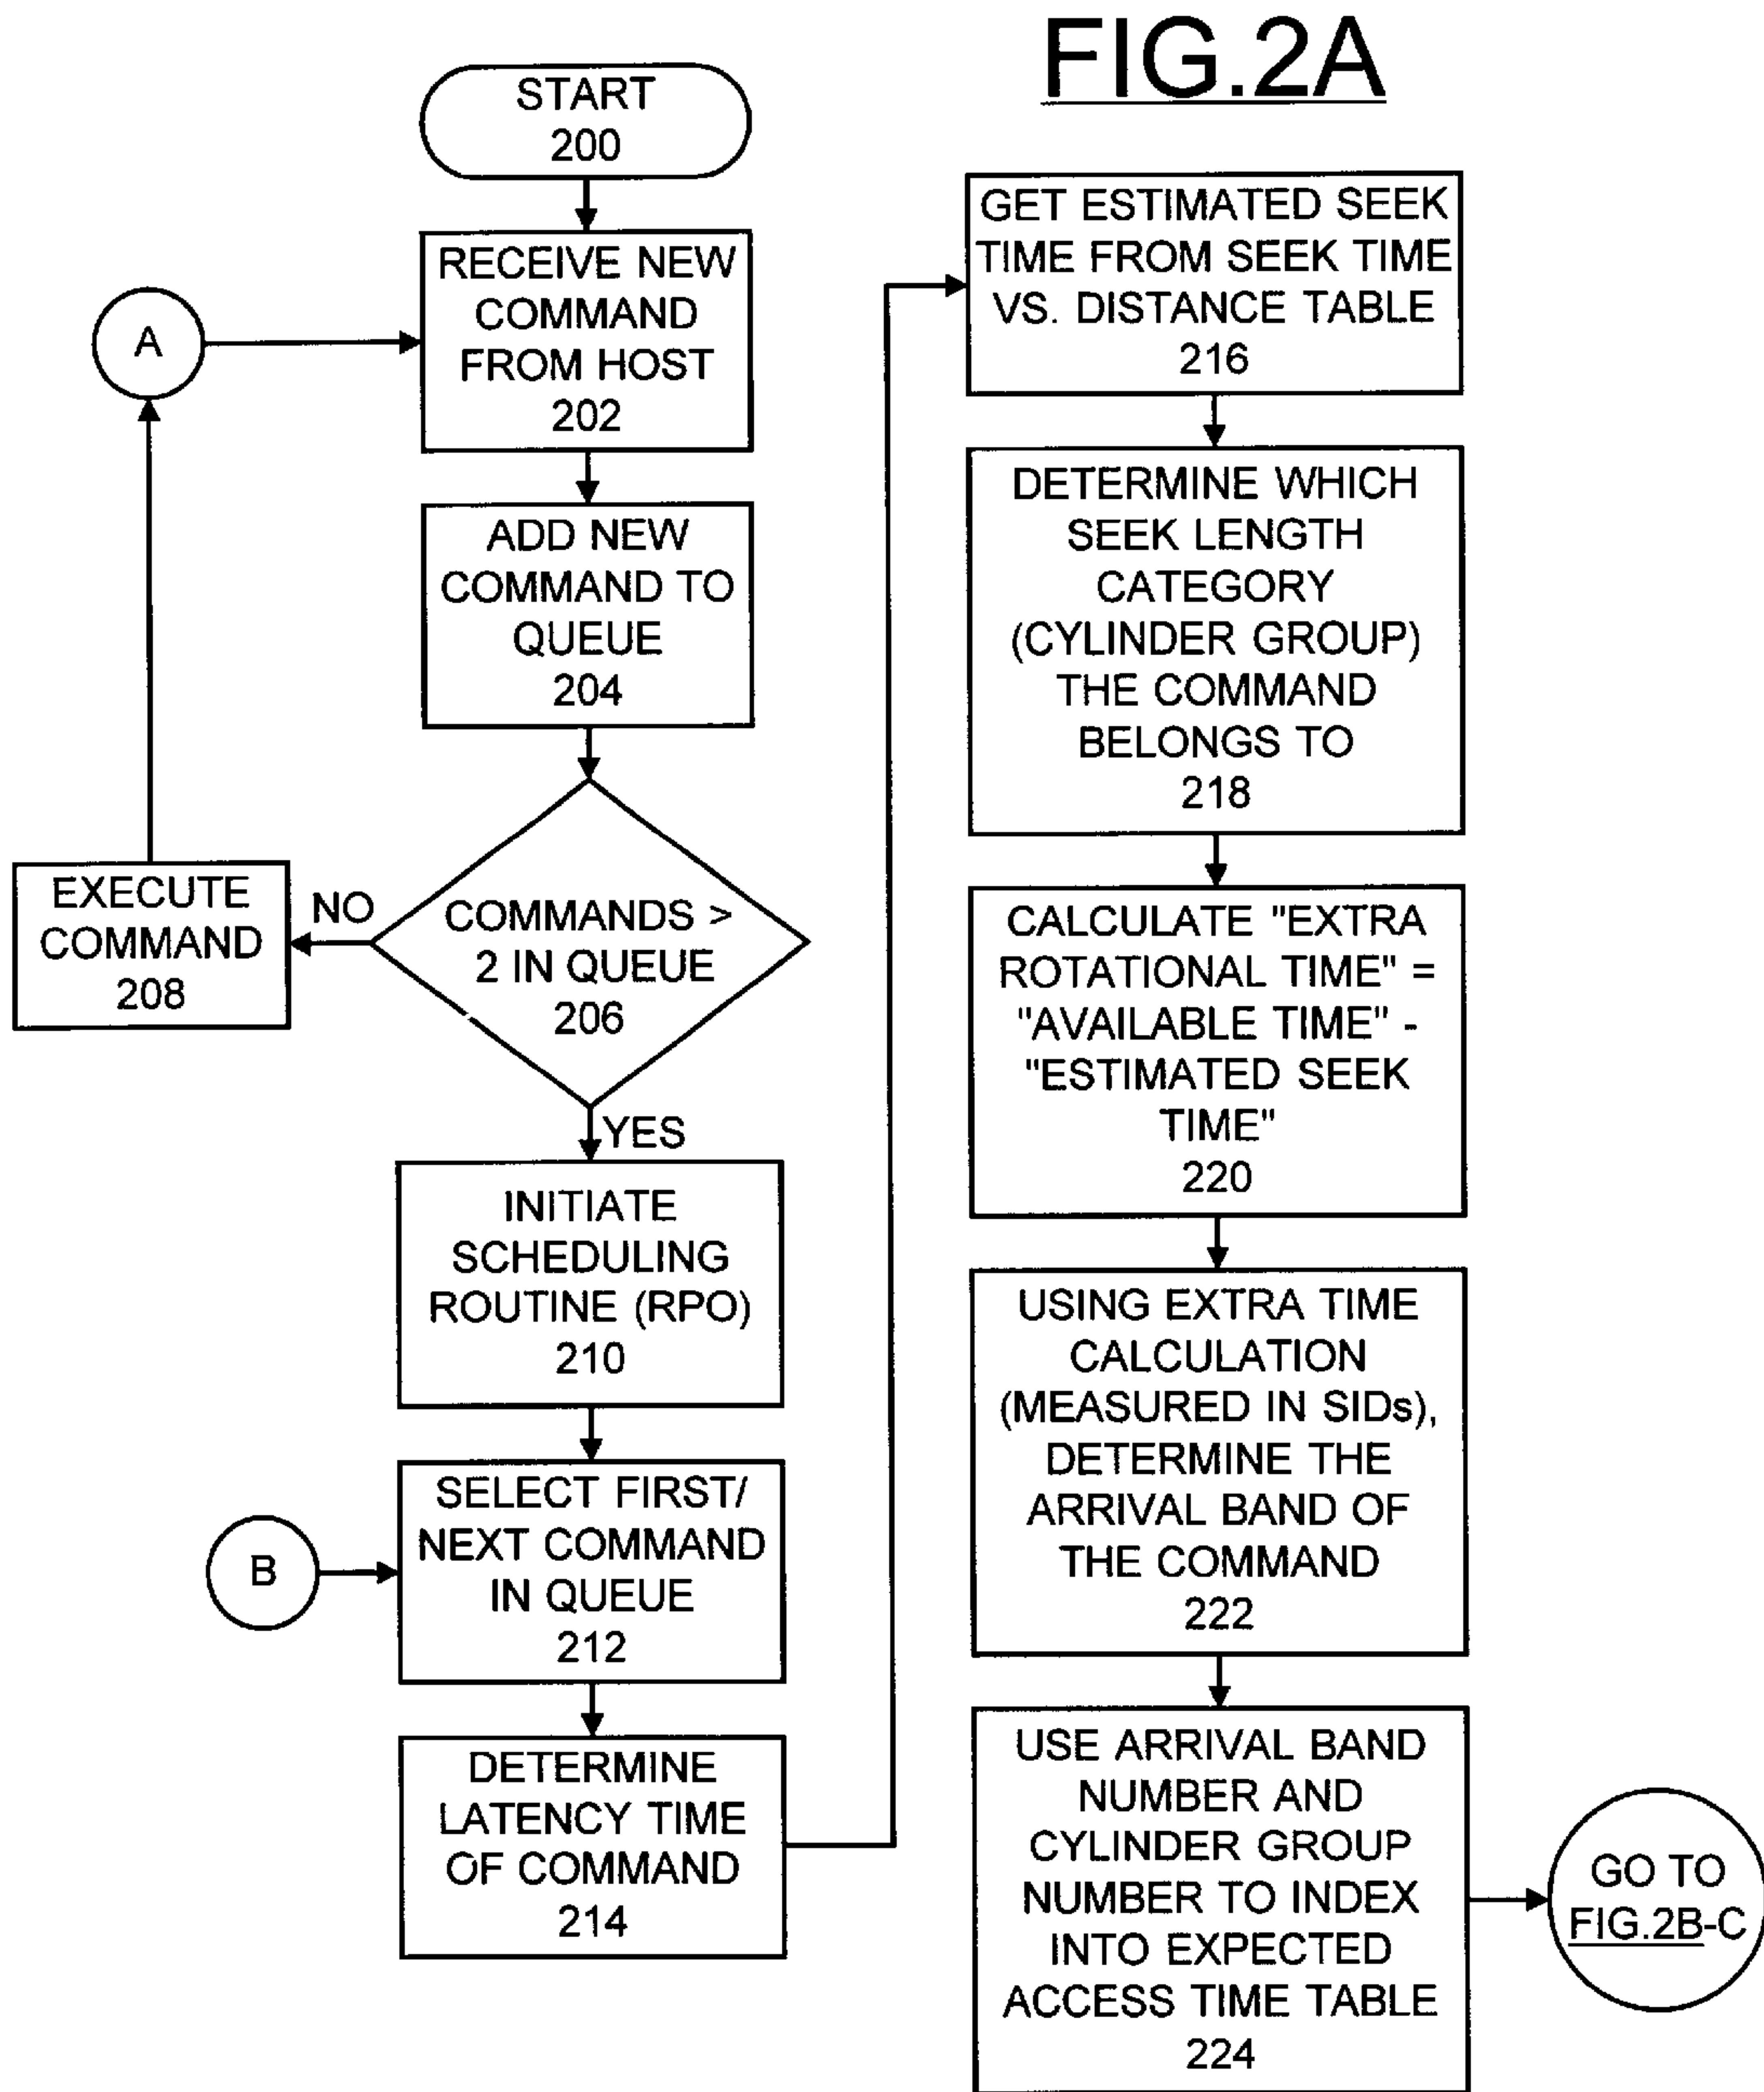 FIG.2A
START
200
RECEIVE NEW
COMMAND
FROM HOST
202
A
ADD NEW
COMMAND TO
QUEUE
204
COMMANDS >
2 IN QUEUE
206
NO
EXECUTE
COMMAND
208
YES
INITIATE
SCHEDULING
ROUTINE (RPO)
210
B
SELECT FIRST/
NEXT COMMAND
IN QUEUE
212
DETERMINE
LATENCY TIME
OF COMMAND
214
GET ESTIMATED SEEK
TIME FROM SEEK TIME
VS. DISTANCE TABLE
216
DETERMINE WHICH
SEEK LENGTH
CATEGORY
(CYLINDER GROUP)
THE COMMAND
BELONGS TO
218
CALCULATE "EXTRA
ROTATIONAL TIME" =
"AVAILABLE TIME" -
"ESTIMATED SEEK
TIME"
220
USING EXTRA TIME
CALCULATION
(MEASURED IN SIDs),
DETERMINE THE
ARRIVAL BAND OF
THE COMMAND
222
USE ARRIVAL BAND
NUMBER AND
CYLINDER GROUP
NUMBER TO INDEX
INTO EXPECTED
ACCESS TIME TABLE
224
GO TO
FIG.2B-C